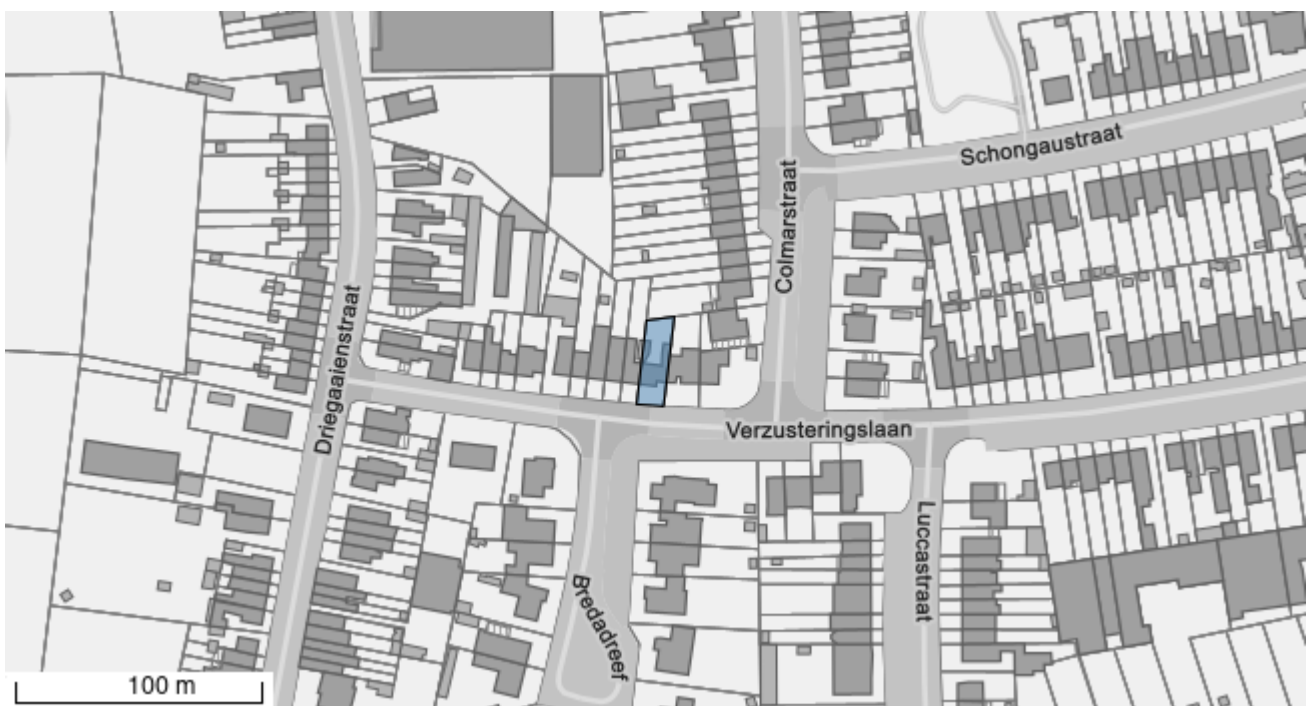 Schongaustraat
Colmarstraat
Driegaaienstraat
Verzusteringslaan
Luccastraat
Bredadreef
100 m